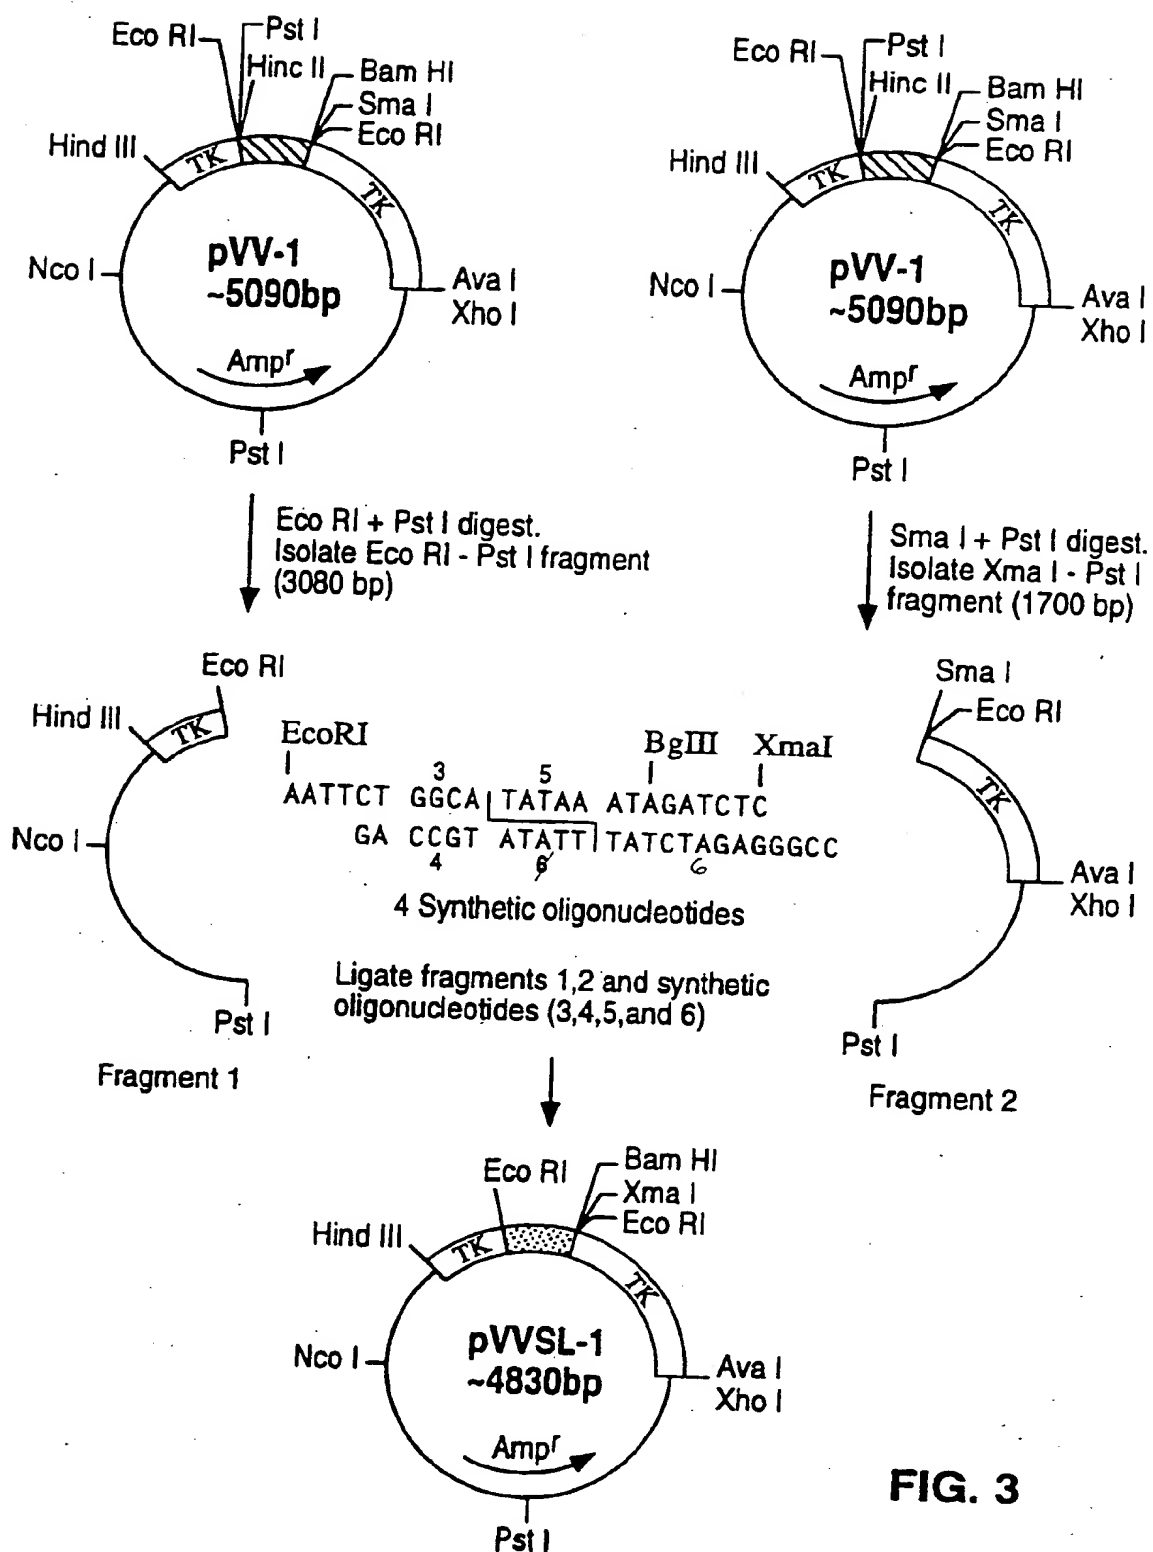 Eco RI
Pst I
Hinc II
Bam HI
Sma I
Eco RI
Hind III
TK
TK
Nco I
pVV-1
~5090bp
Ava I
Xho I
Ampr
Pst I
Eco RI
Pst I
Hinc II
Bam HI
Sma I
Eco RI
Hind III
TK
TK
Nco I
pVV-1
~5090bp
Ava I
Xho I
Ampr
Pst I
Eco RI + Pst I digest.
Isolate Eco RI - Pst I fragment
(3080 bp)
Sma I + Pst I digest.
Isolate Xma I - Pst I
fragment (1700 bp)
Eco RI
Hind III
TK
Nco I
Pst I
Fragment 1
EcoRI
BglII
XmaI
3
5
AATTCT GGCA TATAA ATAGATCTC
GA CCGT ATATT TATCTAGAGGGCC
4
6
6
4 Synthetic oligonucleotides
Ligate fragments 1,2 and synthetic
oligonucleotides (3,4,5,and 6)
Sma I
Eco RI
TK
Ava I
Xho I
Pst I
Fragment 2
Eco RI
Bam HI
Xma I
Eco RI
Hind III
TK
TK
Nco I
pVVSL-1
~4830bp
Ava I
Xho I
Ampr
Pst I
FIG. 3